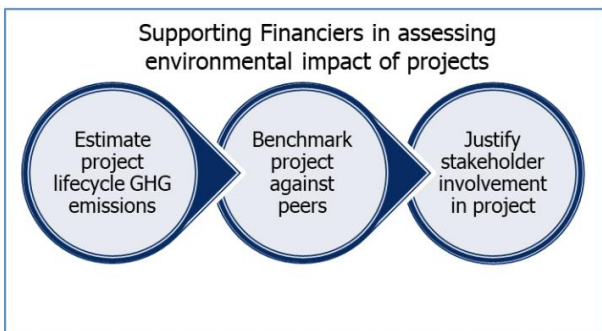 Supporting Financiers in assessing
environmental impact of projects
Estimate
project
lifecycle GHG
emissions
Benchmark
project
against
peers
Justify
stakeholder
involvement
in project